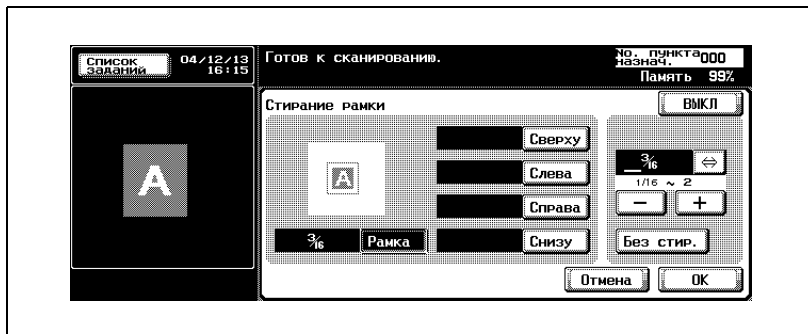 Список заданий
04/12/13
16:15
Готов к сканированию.
No. пункта назнач. 000
Память 99%
Стирание рамки
ВЫКЛ
A
A
Сверху
Слева
Справа
3/16 Рамка
Снизу
3/16 ⇔
1/16 ~ 2
− +
Без стир.
Отмена
OK